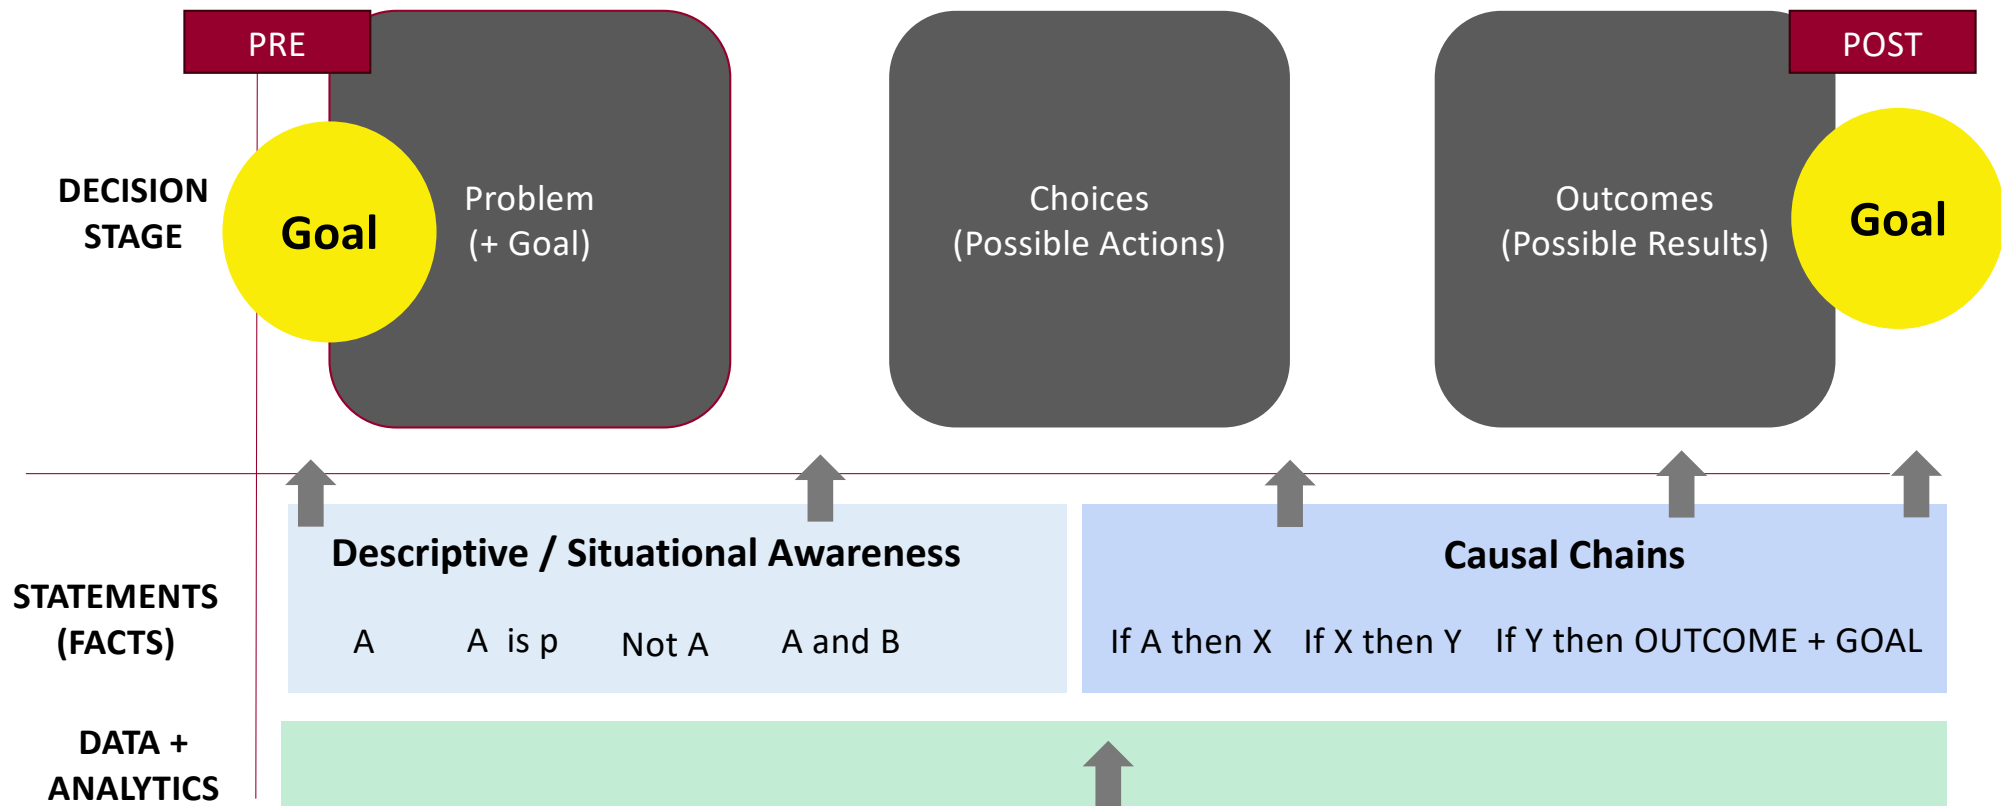 PRE
POST
DECISION
STAGE
Goal
Problem
(+ Goal)
Choices
(Possible Actions)
Outcomes
(Possible Results)
Goal
STATEMENTS
(FACTS)
Descriptive / Situational Awareness
A
A is p
Not A
A and B
Causal Chains
If A then X
If X then Y
If Y then OUTCOME + GOAL
DATA +
ANALYTICS